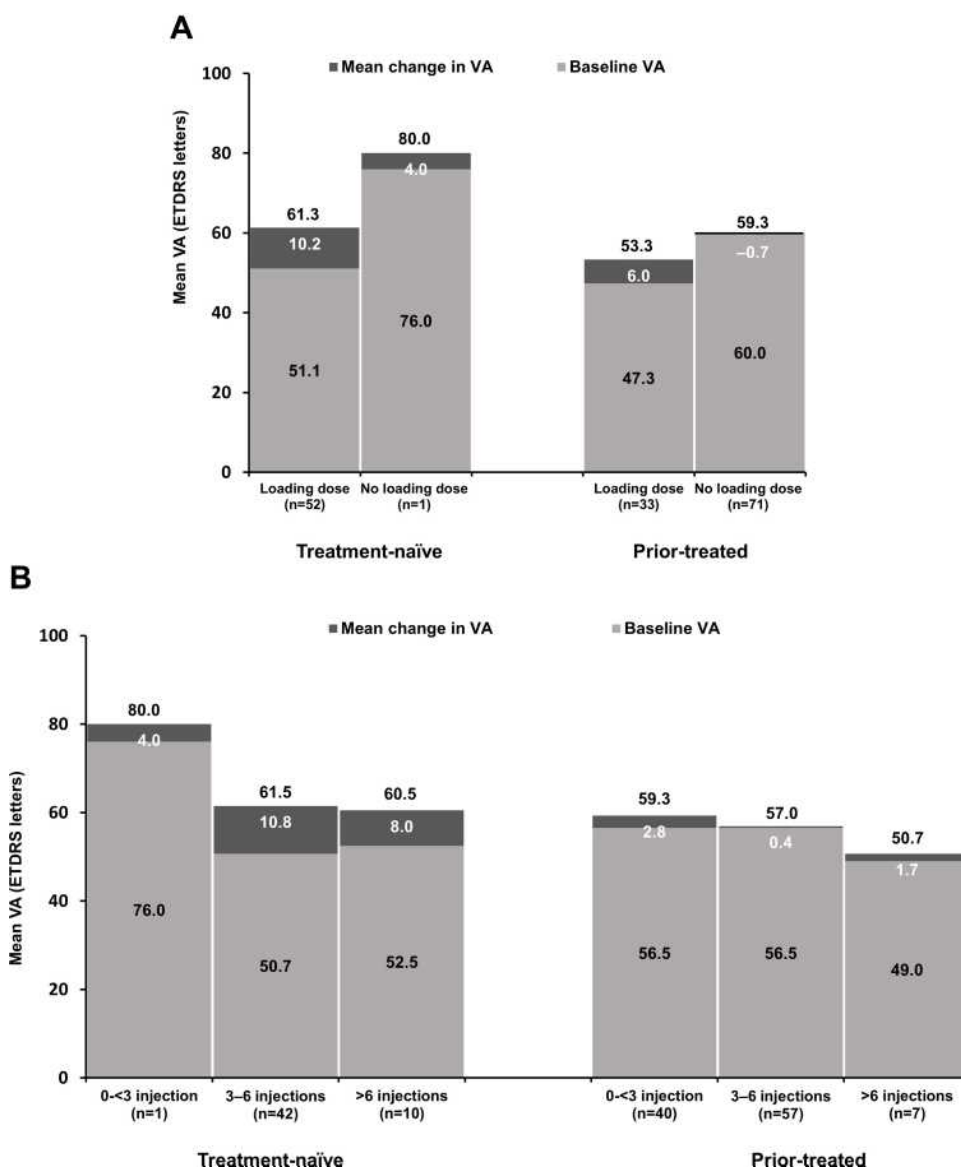 A
Mean change in VA Baseline VA
Mean VA (ETDRS letters)
100
80
60
40
20
0
61.3
10.2
51.1
80.0
4.0
76.0
53.3
6.0
47.3
59.3
–0.7
60.0
Loading dose
(n=52)
No loading dose
(n=1)
Loading dose
(n=33)
No loading dose
(n=71)
Treatment-naïve
Prior-treated
B
Mean change in VA Baseline VA
Mean VA (ETDRS letters)
100
80
60
40
20
0
80.0
4.0
76.0
61.5
10.8
50.7
60.5
8.0
52.5
59.3
2.8
56.5
57.0
0.4
56.5
50.7
1.7
49.0
0-<3 injection
(n=1)
3–6 injections
(n=42)
>6 injections
(n=10)
0-<3 injection
(n=40)
3–6 injections
(n=57)
>6 injections
(n=7)
Treatment-naïve
Prior-treated